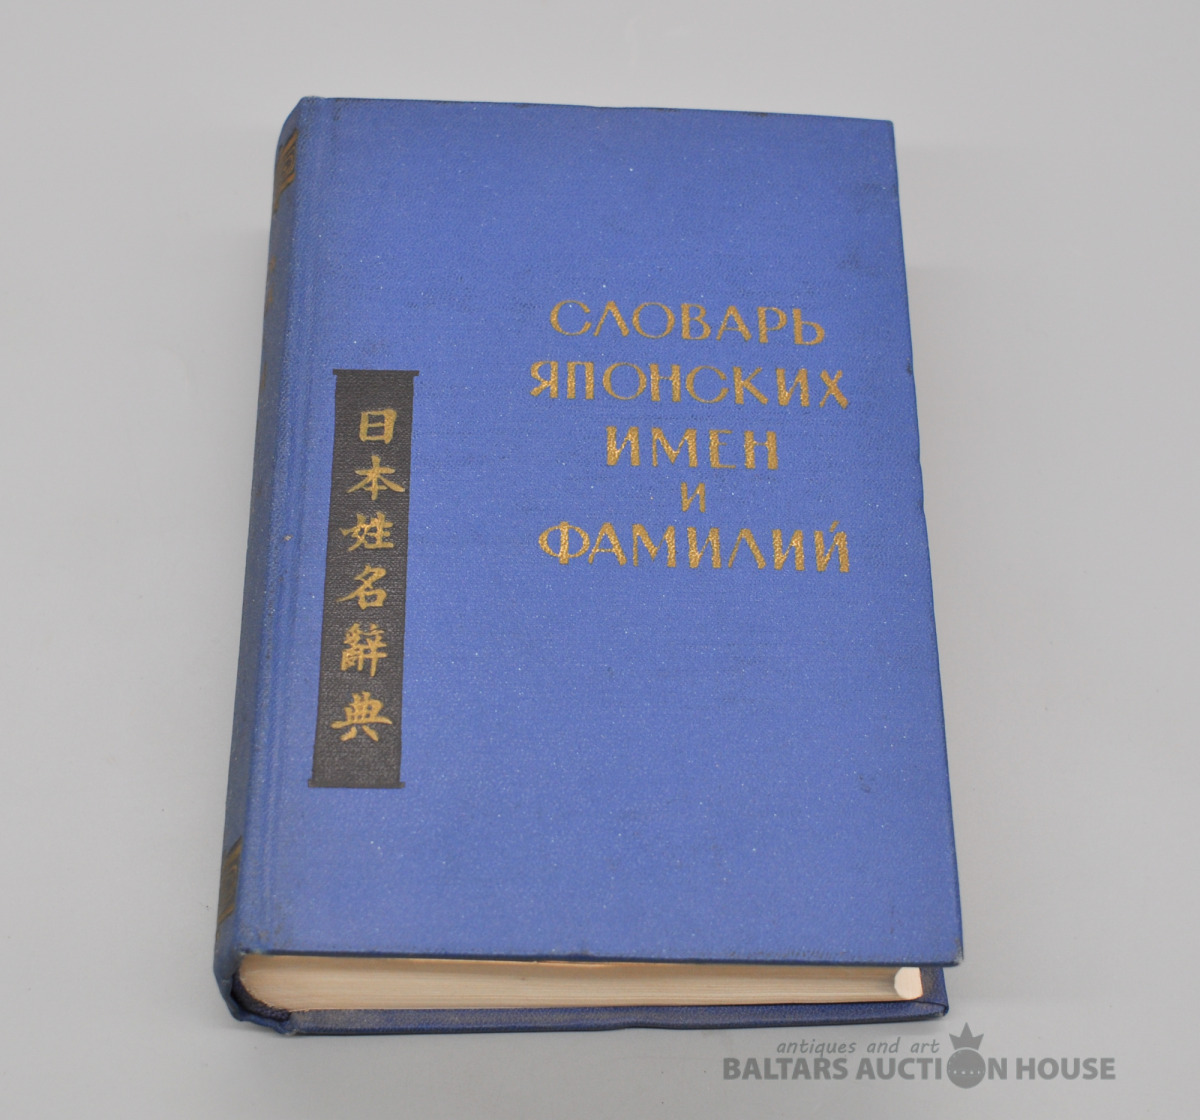 日本姓名辭典
СЛОВАРЬ
ЯПОНСКИХ
ИМЕН
И
ФАМИЛИЙ
antiques and art
BALTARS AUCTION HOUSE